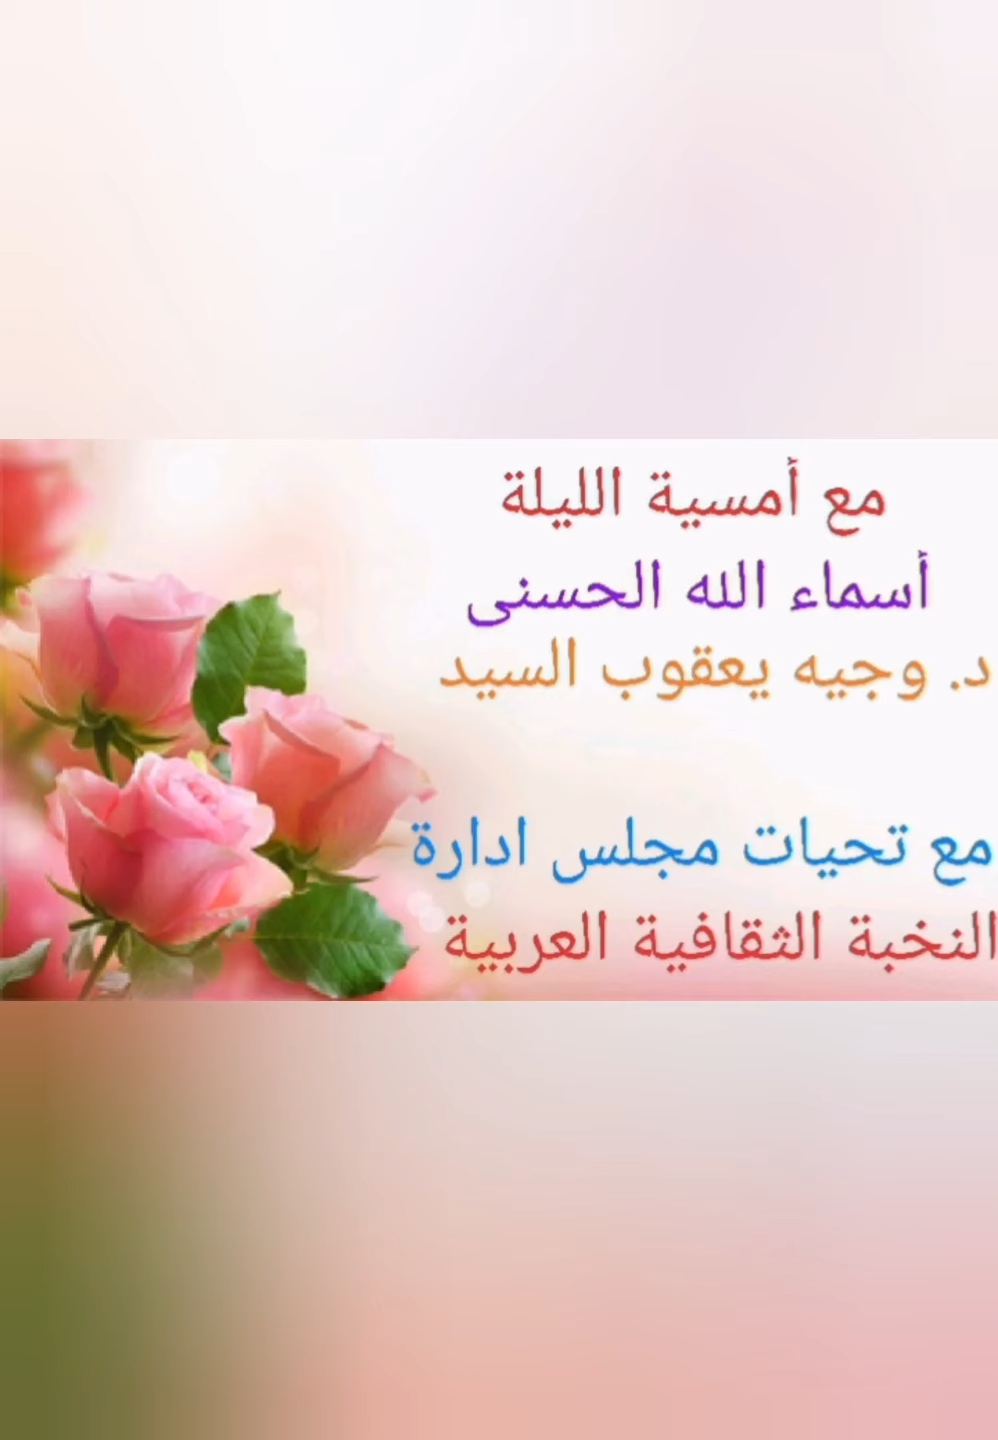 مع أمسية الليلة
أسماء الله الحسنى
د. وجيه يعقوب السيد
مع تحيات مجلس ادارة
النخبة الثقافية العربية